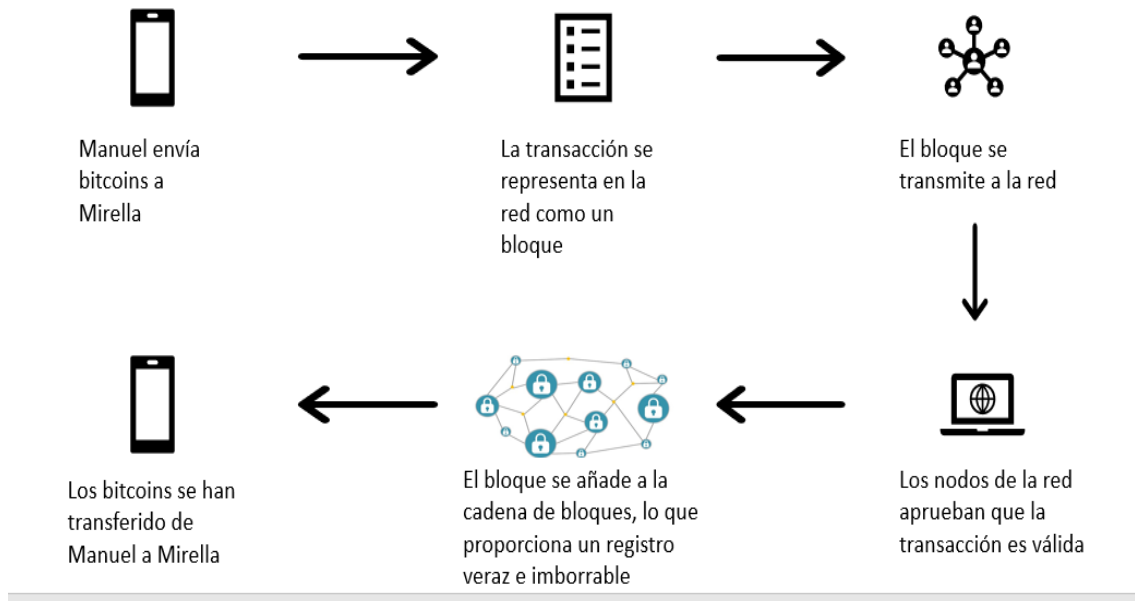 Manuel envía
bitcoins a
Mirella
La transacción se
representa en la
red como un
bloque
El bloque se
transmite a la red
Los nodos de la red
aprueban que la
transacción es válida
El bloque se añade a la
cadena de bloques, lo que
proporciona un registro
veraz e imborrable
Los bitcoins se han
transferido de
Manuel a Mirella